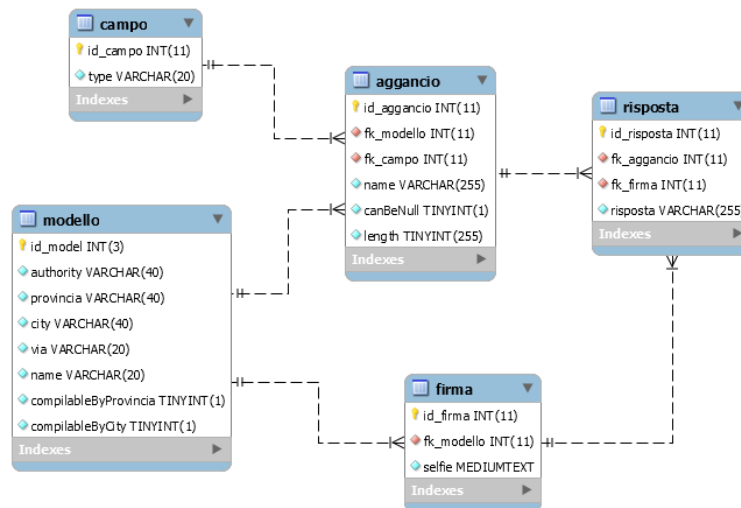 campo
id_campo INT(11)
type VARCHAR(20)
Indexes
aggancio
id_aggancio INT(11)
fk_modello INT(11)
fk_campo INT(11)
name VARCHAR(255)
canBeNull TINYINT(1)
length TINYINT(255)
Indexes
risposta
id_risposta INT(11)
fk_aggancio INT(11)
fk_firma INT(11)
risposta VARCHAR(255)
Indexes
modello
id_model INT(3)
authority VARCHAR(40)
provincia VARCHAR(40)
city VARCHAR(40)
via VARCHAR(20)
name VARCHAR(20)
compilableByProvincia TINYINT(1)
compilableByCity TINYINT(1)
Indexes
firma
id_firma INT(11)
fk_modello INT(11)
selfie MEDIUMTEXT
Indexes